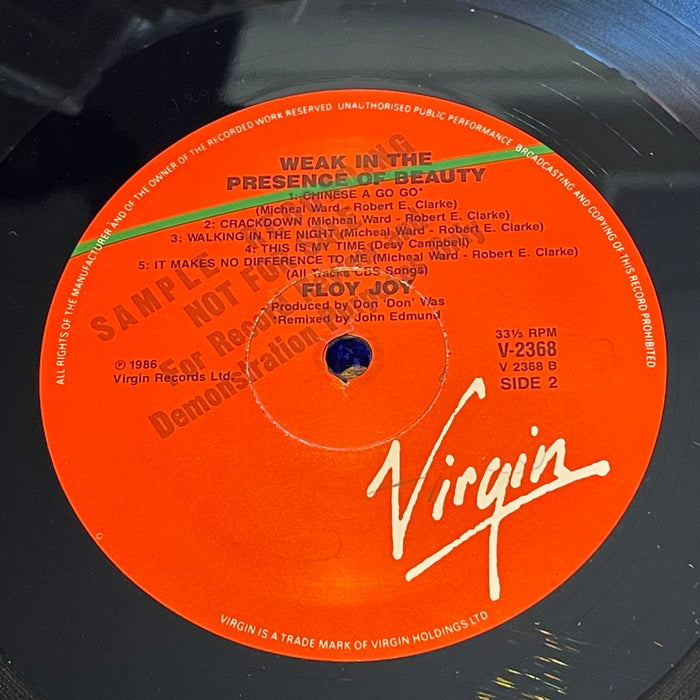 ALL RIGHTS OF THE MANUFACTURER AND OF THE OWNER OF THE RECORDED WORK RESERVED UNAUTHORISED PUBLIC PERFORMANCE, BROADCASTING AND COPYING OF THIS RECORD PROHIBITED
WEAK IN THE
PRESENCE OF BEAUTY
1: CHINESE A GO GO*
(Micheal Ward - Robert E. Clarke)
2: CRACKDOWN (Micheal Ward - Robert E. Clarke)
3: WALKING IN THE NIGHT (Micheal Ward - Robert E. Clarke)
4: THIS IS MY TIME (Desy Campbell)
5: IT MAKES NO DIFFERENCE TO ME (Micheal Ward - Robert E. Clarke)
(All Tracks CBS Songs)
FLOY JOY
Produced by Don 'Don' Was
*Remixed by John Edmund
SAMPLE
NOT FOR
For Record
Demonstration
℗ 1986
Virgin Records Ltd.
33⅓ RPM
V-2368
V 2368 B
SIDE 2
Virgin
VIRGIN IS A TRADE MARK OF VIRGIN HOLDINGS LTD